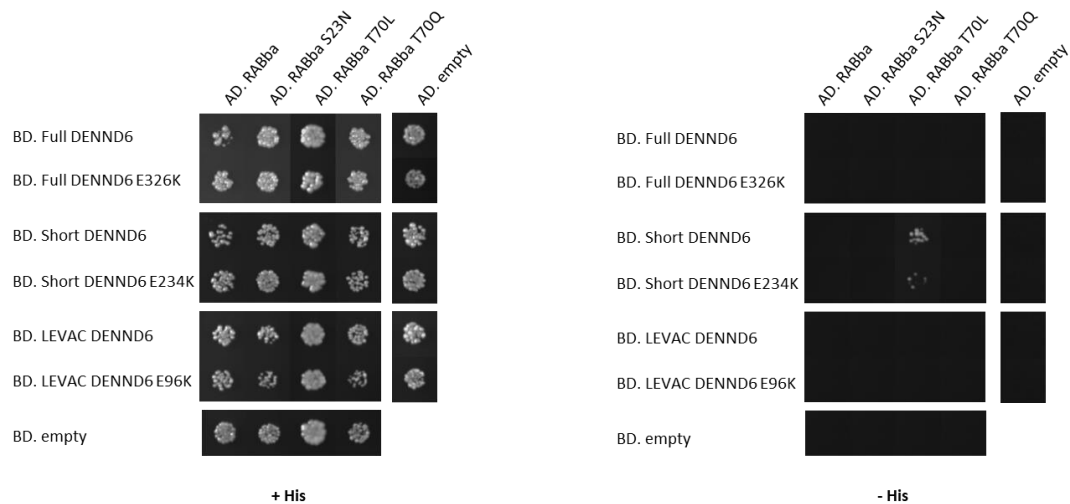 AD. RABba
AD. RABba S23N
AD. RABba T70L
AD. RABba T70Q
AD. empty
BD. Full DENND6
BD. Full DENND6 E326K
BD. Short DENND6
BD. Short DENND6 E234K
BD. LEVAC DENND6
BD. LEVAC DENND6 E96K
BD. empty
+ His
AD. RABba
AD. RABba S23N
AD. RABba T70L
AD. RABba T70Q
AD. empty
BD. Full DENND6
BD. Full DENND6 E326K
BD. Short DENND6
BD. Short DENND6 E234K
BD. LEVAC DENND6
BD. LEVAC DENND6 E96K
BD. empty
- His